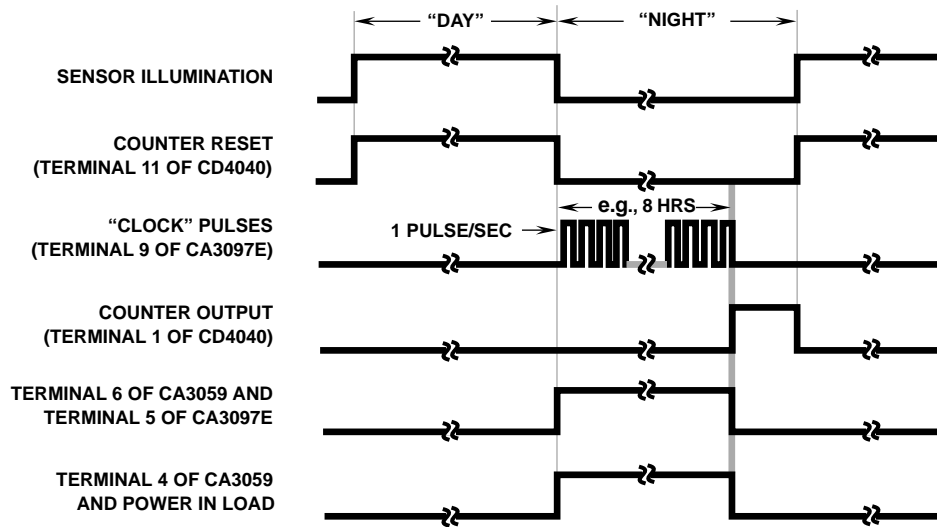 “DAY”
“NIGHT”
SENSOR ILLUMINATION
COUNTER RESET
(TERMINAL 11 OF CD4040)
e.g., 8 HRS
“CLOCK” PULSES
(TERMINAL 9 OF CA3097E)
1 PULSE/SEC
COUNTER OUTPUT
(TERMINAL 1 OF CD4040)
TERMINAL 6 OF CA3059 AND
TERMINAL 5 OF CA3097E
TERMINAL 4 OF CA3059
AND POWER IN LOAD